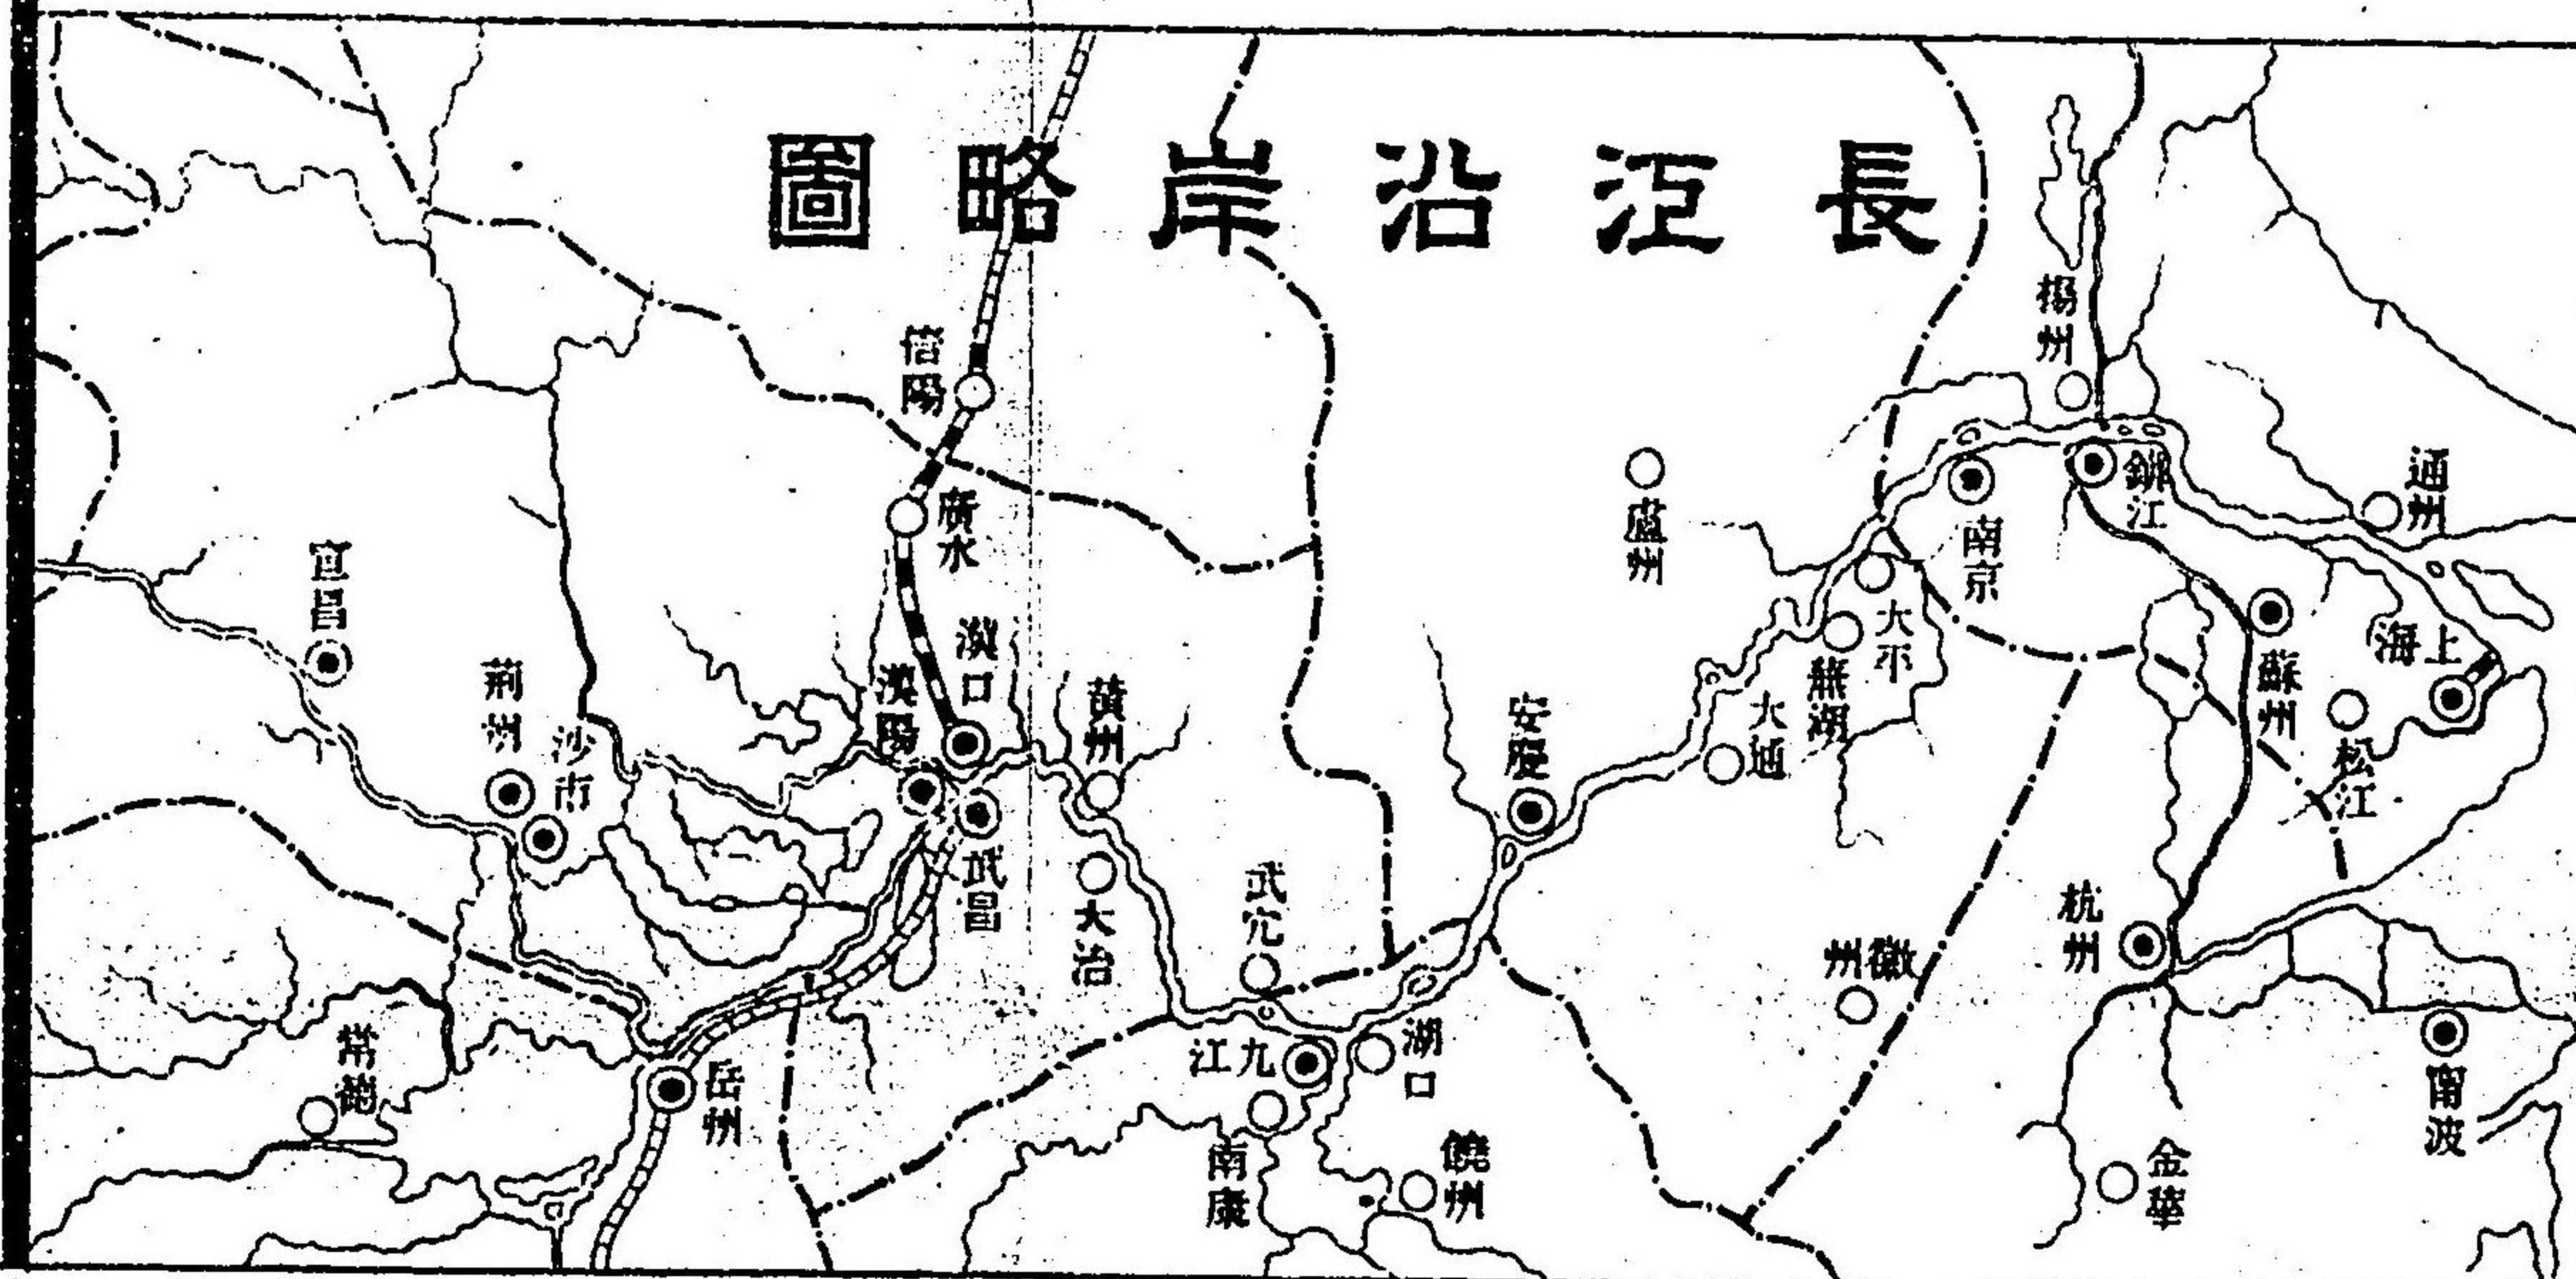 長江沿岸略圖
揚州
通州
鎭江
南京
上海
蘇州
松江
杭州
甯波
金華
徽州
廬州
太平
蕪湖
大通
安慶
湖口
九江
南康
饒州
武穴
大冶
黃州
武昌
漢口
漢陽
廣水
信陽
岳州
沙市
荊州
宜昌
常德